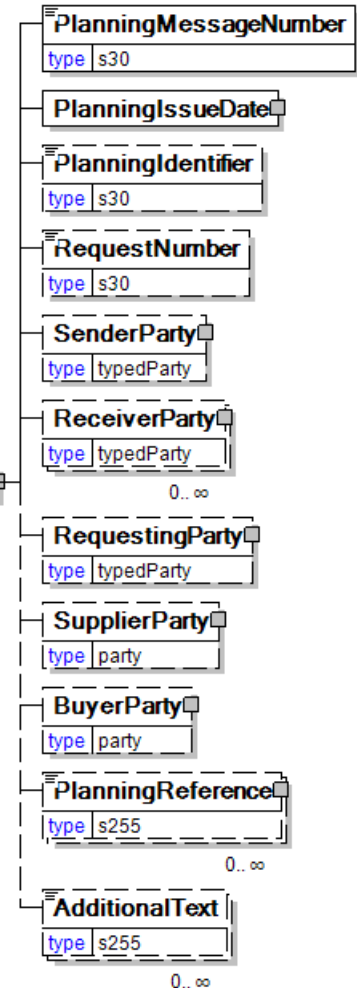 PlanningMessageNumber
type s30
PlanningIssueDate
PlanningIdentifier
type s30
RequestNumber
type s30
SenderParty
type typedParty
ReceiverParty
type typedParty
0.. ∞
RequestingParty
type typedParty
SupplierParty
type party
BuyerParty
type party
PlanningReference
type s255
0.. ∞
AdditionalText
type s255
0.. ∞